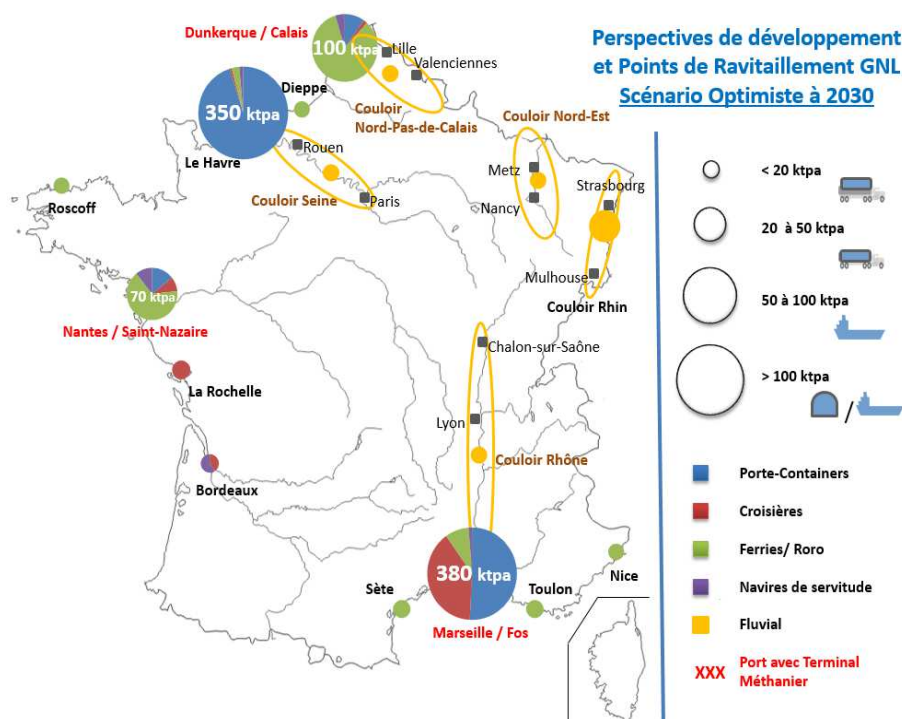 Perspectives de développement
et Points de Ravitaillement GNL
Scénario Optimiste à 2030
Dunkerque / Calais
100 ktpa
Lille
Valenciennes
Dieppe
350 ktpa
Couloir
Nord-Pas-de-Calais
Couloir Nord-Est
Le Havre
Rouen
Metz
Strasbourg
Couloir Seine
Paris
Nancy
Roscoff
Mulhouse
Couloir Rhin
70 ktpa
Nantes / Saint-Nazaire
Chalon-sur-Saône
La Rochelle
Lyon
Couloir Rhône
Bordeaux
380 ktpa
Sète
Toulon
Nice
Marseille / Fos
< 20 ktpa
20 à 50 ktpa
50 à 100 ktpa
> 100 ktpa
/
Porte-Containers
Croisières
Ferries/ Roro
Navires de servitude
Fluvial
XXX Port avec Terminal
Méthanier